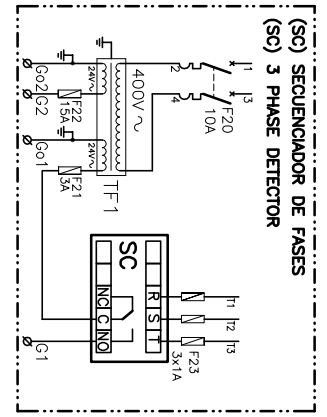 (SC) SECUENCIADOR DE FASES
(SC) 3 PHASE DETECTOR
1
3
2
4
F20
10A
400V~
TF1
24V~
24V~
F22
15A
F21
3A
Go2
G2
Go1
G1
SC
R
S
T
NC
C
NO
T1
T2
T3
F23
3x1A